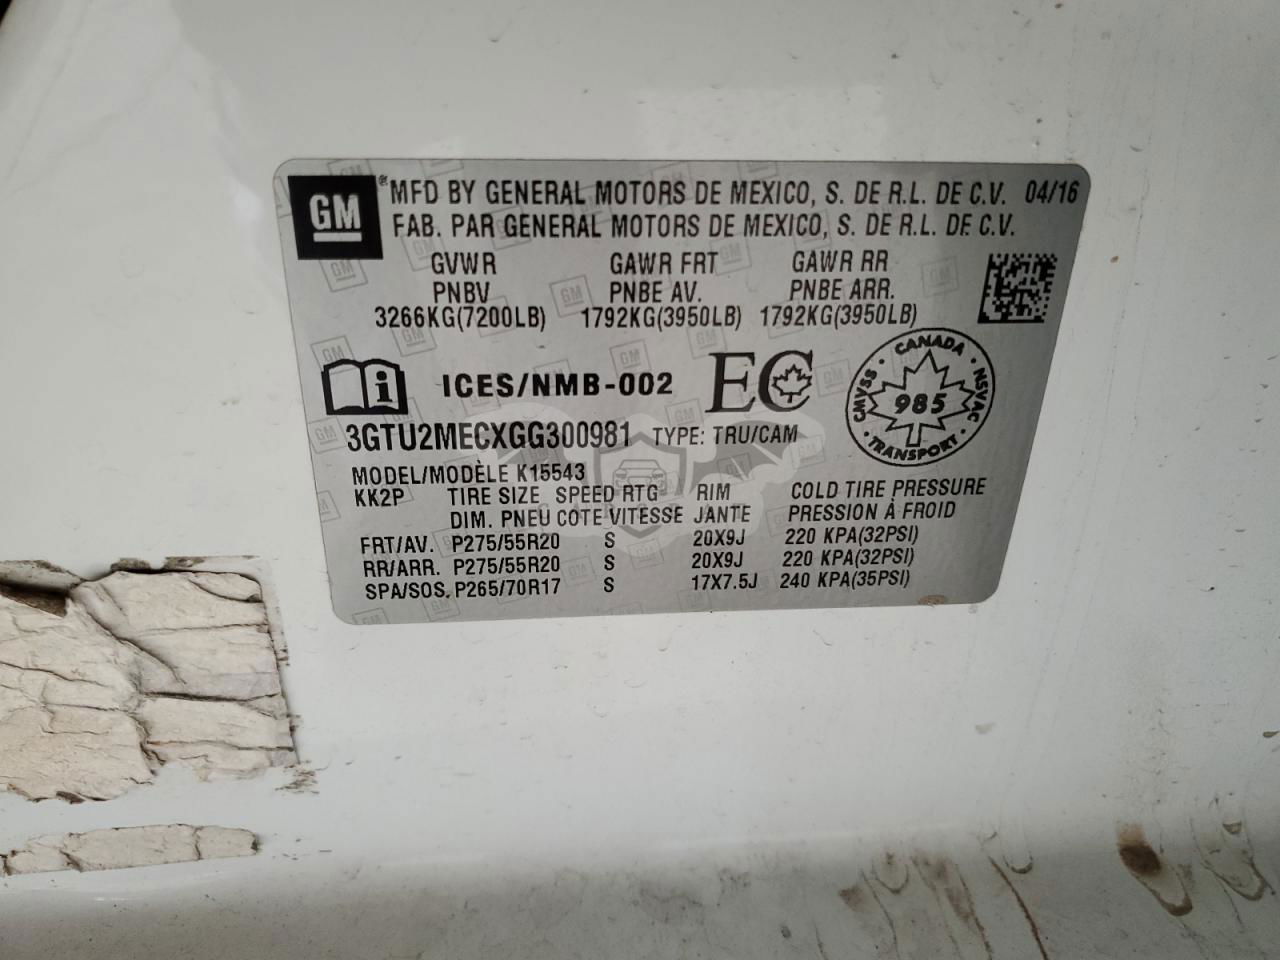 GM® MFD BY GENERAL MOTORS DE MEXICO, S. DE R.L. DE C.V. 04/16
FAB. PAR GENERAL MOTORS DE MEXICO, S. DE R.L. DE C.V.
GVWR GAWR FRT GAWR RR
PNBV PNBE AV. PNBE ARR.
3266KG(7200LB) 1792KG(3950LB) 1792KG(3950LB)
i ICES/NMB-002 EC
CANADA NSVAC TRANSPORT CMVSS
985
3GTU2MECXGG300981 TYPE: TRU/CAM
MODEL/MODÈLE K15543
KK2P TIRE SIZE SPEED RTG RIM COLD TIRE PRESSURE
DIM. PNEU COTE VITESSE JANTE PRESSION À FROID
FRT/AV. P275/55R20 S 20X9J 220 KPA(32PSI)
RR/ARR. P275/55R20 S 20X9J 220 KPA(32PSI)
SPA/SOS. P265/70R17 S 17X7.5J 240 KPA(35PSI)